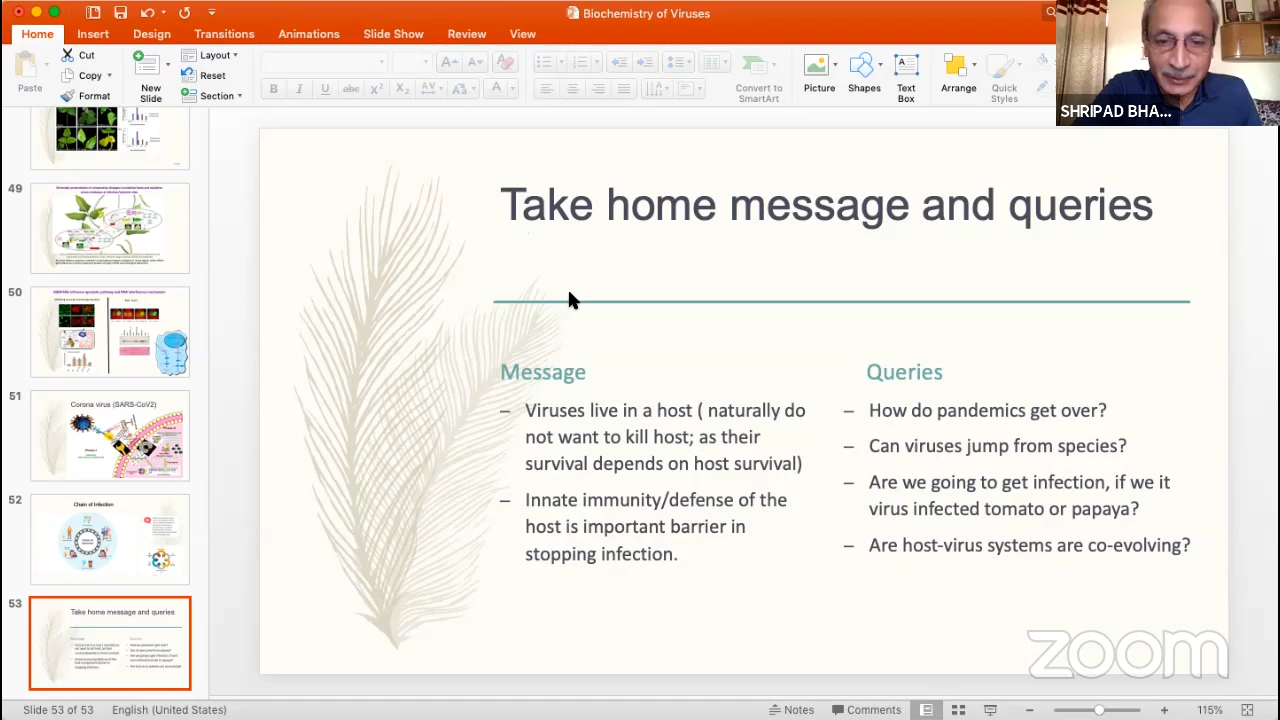 Biochemistry of Viruses
Home Insert Design Transitions Animations Slide Show Review View
Paste
Cut
Copy
Format
New
Slide
Layout
Reset
Section
Convert to
SmartArt
Picture
Shapes
Text
Box
Arrange
Quick
Styles
SHRIPAD BHA...
49
50
51
Corona virus (SARS-CoV2)
52
Chain of Infection
53
Take home message and queries
Take home message and queries
Message
– Viruses live in a host ( naturally do
not want to kill host; as their
survival depends on host survival)
– Innate immunity/defense of the
host is important barrier in
stopping infection.
Queries
– How do pandemics get over?
– Can viruses jump from species?
– Are we going to get infection, if we it
virus infected tomato or papaya?
– Are host-virus systems are co-evolving?
zoom
Slide 53 of 53 English (United States)
Notes Comments 115%